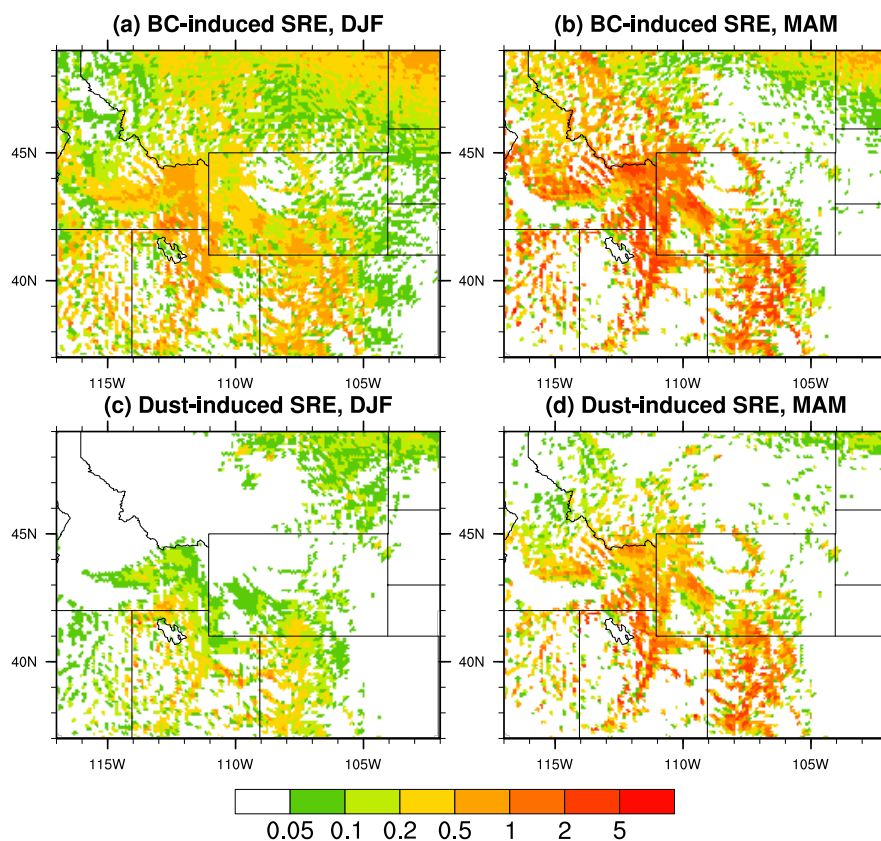 (a) BC-induced SRE, DJF
(b) BC-induced SRE, MAM
45N
40N
115W 110W 105W
45N
40N
115W 110W 105W
(c) Dust-induced SRE, DJF
(d) Dust-induced SRE, MAM
45N
40N
115W 110W 105W
45N
40N
115W 110W 105W
0.05 0.1 0.2 0.5 1 2 5